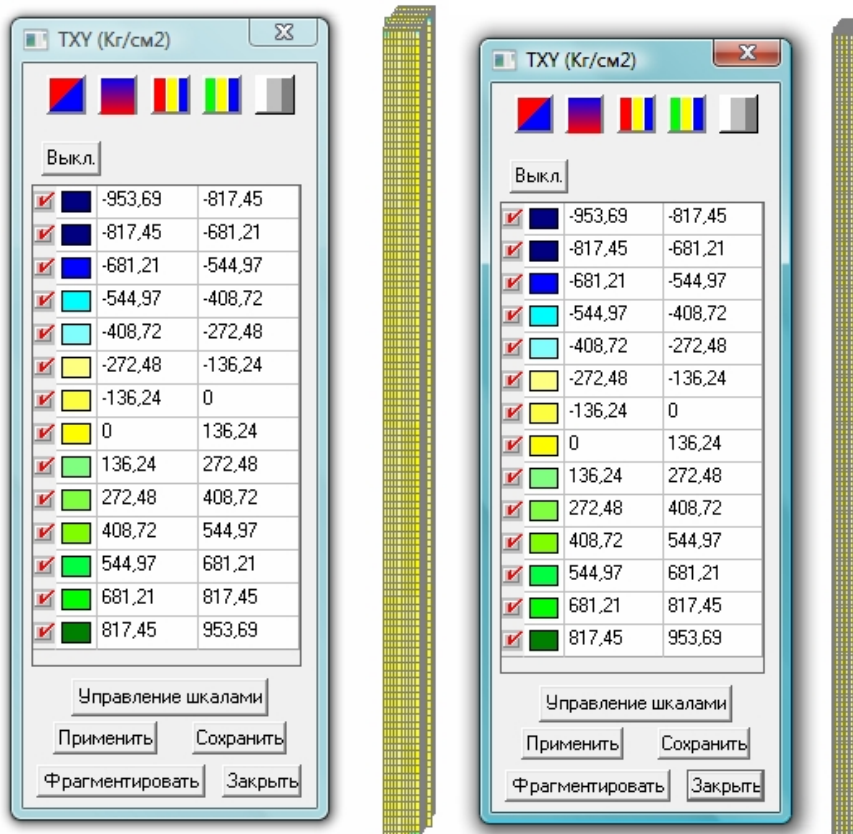 TXY (Кг/см2)
Выкл.
-953,69 -817,45
-817,45 -681,21
-681,21 -544,97
-544,97 -408,72
-408,72 -272,48
-272,48 -136,24
-136,24 0
0 136,24
136,24 272,48
272,48 408,72
408,72 544,97
544,97 681,21
681,21 817,45
817,45 953,69
Управление шкалами
Применить Сохранить
Фрагментировать Закрыть
TXY (Кг/см2)
Выкл.
-953,69 -817,45
-817,45 -681,21
-681,21 -544,97
-544,97 -408,72
-408,72 -272,48
-272,48 -136,24
-136,24 0
0 136,24
136,24 272,48
272,48 408,72
408,72 544,97
544,97 681,21
681,21 817,45
817,45 953,69
Управление шкалами
Применить Сохранить
Фрагментировать Закрыть